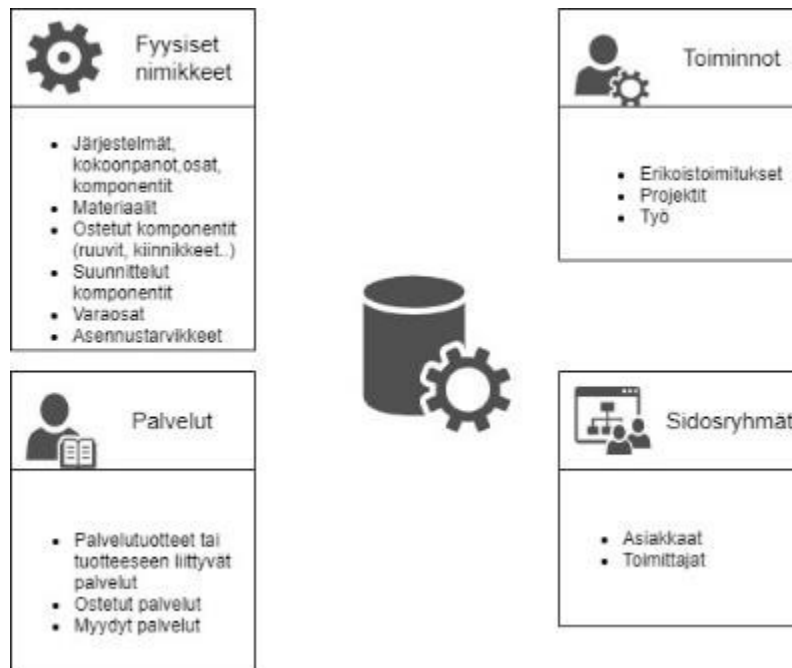 Fyysiset
nimikkeet
• Järjestelmät,
kokoonpanot,osat,
komponentit
• Materiaalit
• Ostetut komponentit
(ruuvit, kiinnikkeet..)
• Suunnittelut
komponentit
• Varaosat
• Asennustarvikkeet
Toiminnot
• Erikoistoimitukset
• Projektit
• Työ
Palvelut
• Palvelutuotteet tai
tuotteeseen liittyvät
palvelut
• Ostetut palvelut
• Myydyt palvelut
Sidosryhmät
• Asiakkaat
• Toimittajat